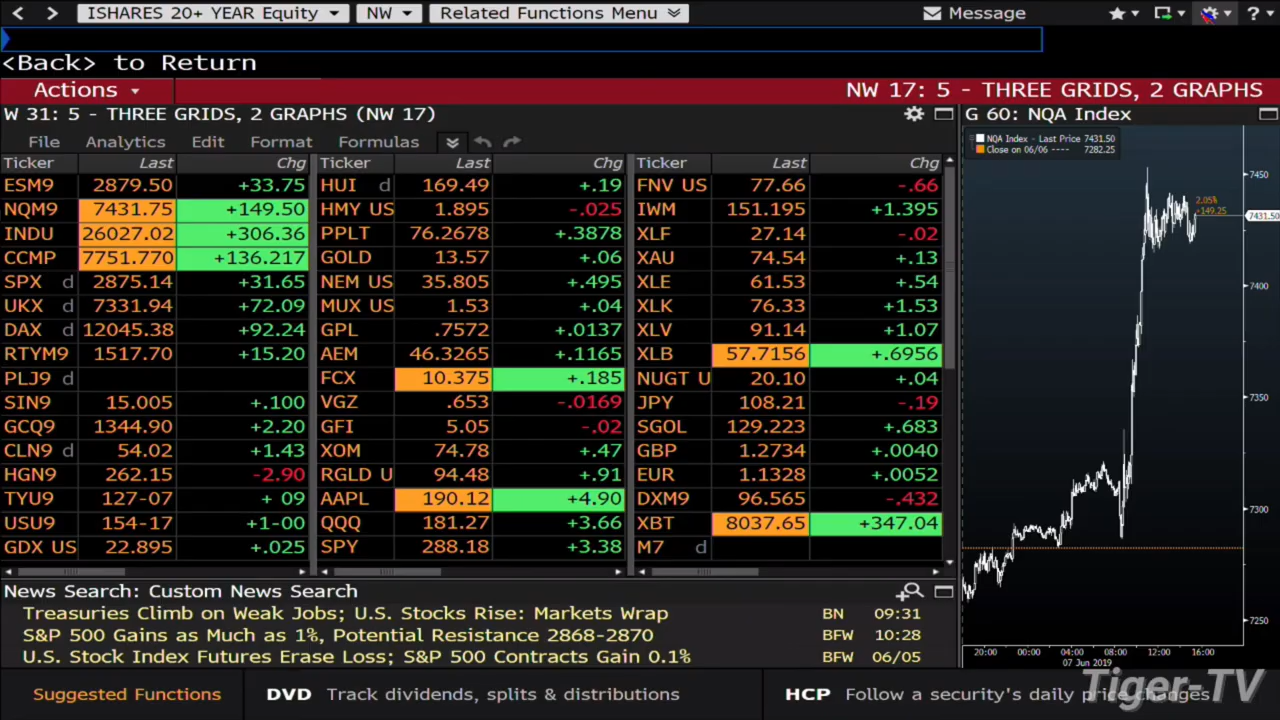 ISHARES 20+ YEAR Equity NW Related Functions Menu Message ?
<Back> to Return
Actions NW 17: 5 - THREE GRIDS, 2 GRAPHS
W 31: 5 - THREE GRIDS, 2 GRAPHS (NW 17) G 60: NQA Index
File Analytics Edit Format Formulas
NQA Index - Last Price 7431.50
Close on 06/06 ---- 7282.25
Ticker Last Chg Ticker Last Chg Ticker Last Chg
ESM9 2879.50 +33.75 HUI d 169.49 +.19 FNV US 77.66 -.66
NQM9 7431.75 +149.50 HMY US 1.895 -.025 IWM 151.195 +1.395
INDU 26027.02 +306.36 PPLT 76.2678 +.3878 XLF 27.14 -.02
CCMP 7751.770 +136.217 GOLD 13.57 +.06 XAU 74.54 +.13
SPX d 2875.14 +31.65 NEM US 35.805 +.495 XLE 61.53 +.54
UKX d 7331.94 +72.09 MUX US 1.53 +.04 XLK 76.33 +1.53
DAX d 12045.38 +92.24 GPL .7572 +.0137 XLV 91.14 +1.07
RTYM9 1517.70 +15.20 AEM 46.3265 +.1165 XLB 57.7156 +.6956
PLJ9 d FCX 10.375 +.185 NUGT U 20.10 +.04
SIN9 15.005 +.100 VGZ .653 -.0169 JPY 108.21 -.19
GCQ9 1344.90 +2.20 GFI 5.05 -.02 SGOL 129.223 +.683
CLN9 d 54.02 +1.43 XOM 74.78 +.47 GBP 1.2734 +.0040
HGN9 262.15 -2.90 RGLD U 94.48 +.91 EUR 1.1328 +.0052
TYU9 127-07 + 09 AAPL 190.12 +4.90 DXM9 96.565 -.432
USU9 154-17 +1-00 QQQ 181.27 +3.66 XBT 8037.65 +347.04
GDX US 22.895 +.025 SPY 288.18 +3.38 M7 d
7450
2.05%
+149.25
7431.50
7400
7350
7300
7250
20:00 00:00 04:00 08:00 12:00 16:00
07 Jun 2019
News Search: Custom News Search
Treasuries Climb on Weak Jobs; U.S. Stocks Rise: Markets Wrap BN 09:31
S&P 500 Gains as Much as 1%, Potential Resistance 2868-2870 BFW 10:28
U.S. Stock Index Futures Erase Loss; S&P 500 Contracts Gain 0.1% BFW 06/05
Suggested Functions DVD Track dividends, splits & distributions HCP Follow a security's daily price changes
Tiger-TV